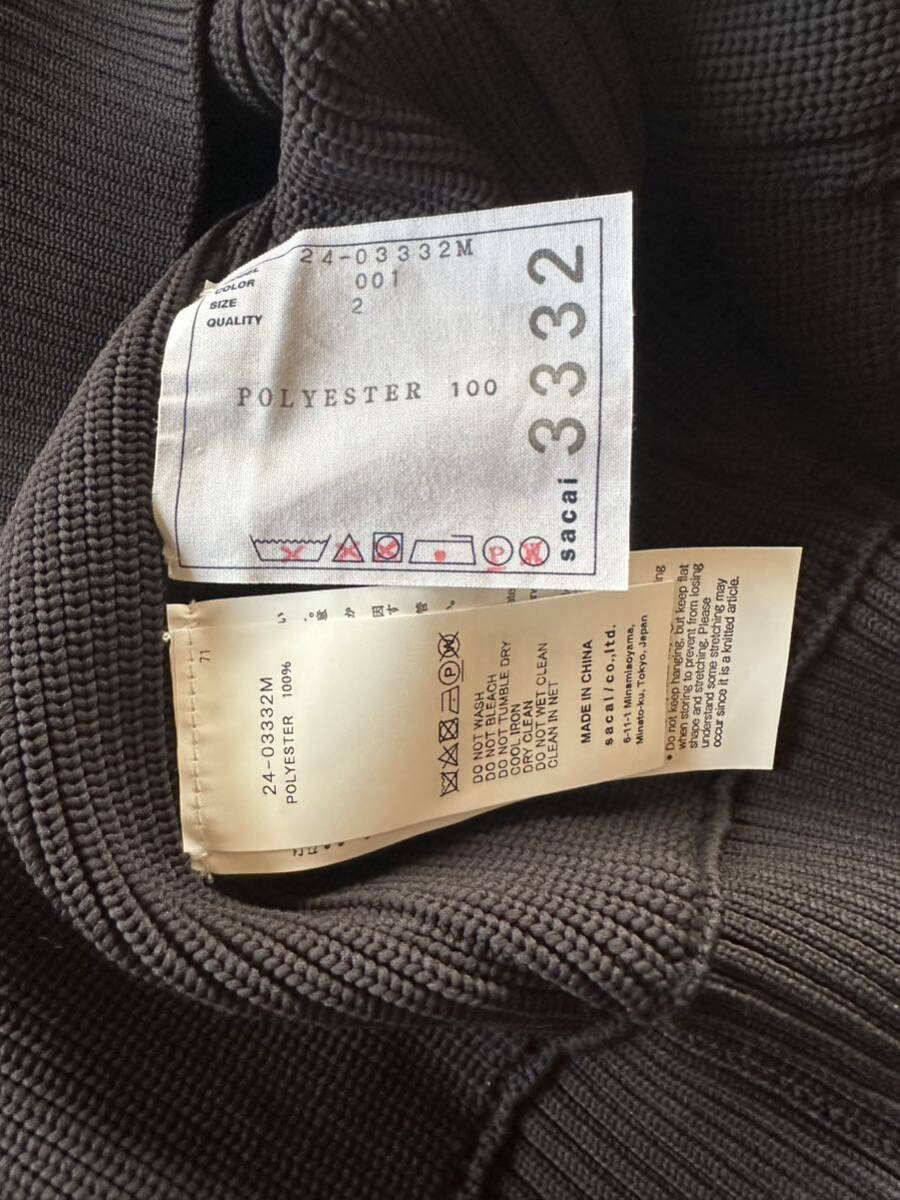 24-03332M
COLOR 001
SIZE 2
QUALITY
POLYESTER 100
sacai 3332
P
71
24-03332M
POLYESTER 100%
P
DO NOT WASH
DO NOT BLEACH
DO NOT TUMBLE DRY
COOL IRON
DRY CLEAN
DO NOT WET CLEAN
CLEAN IN NET
MADE IN CHINA
sacai / co.,ltd.
6-11-1 Minamiaoyama,
Minato-ku, Tokyo, Japan
• Do not keep hanging, but keep flat
when storing to prevent from losing
shape and stretching. Please
understand some stretching may
occur since it is a knitted article.